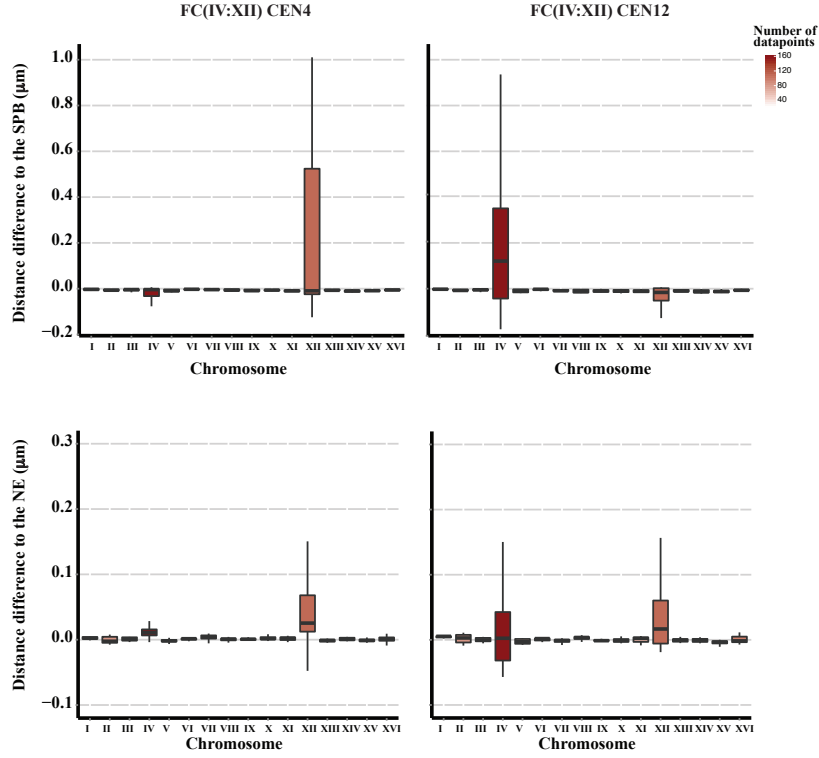 FC(IV:XII) CEN4
FC(IV:XII) CEN12
Number of
datapoints
160
120
80
40
Distance difference to the SPB (μm)
1.0
0.8
0.6
0.4
0.2
0.0
−0.2
I II III IV V VI VII VIII IX X XI XII XIII XIV XV XVI
I II III IV V VI VII VIII IX X XI XII XIII XIV XV XVI
Chromosome
Chromosome
Distance difference to the NE (μm)
0.3
0.2
0.1
0.0
−0.1
I II III IV V VI VII VIII IX X XI XII XIII XIV XV XVI
I II III IV V VI VII VIII IX X XI XII XIII XIV XV XVI
Chromosome
Chromosome